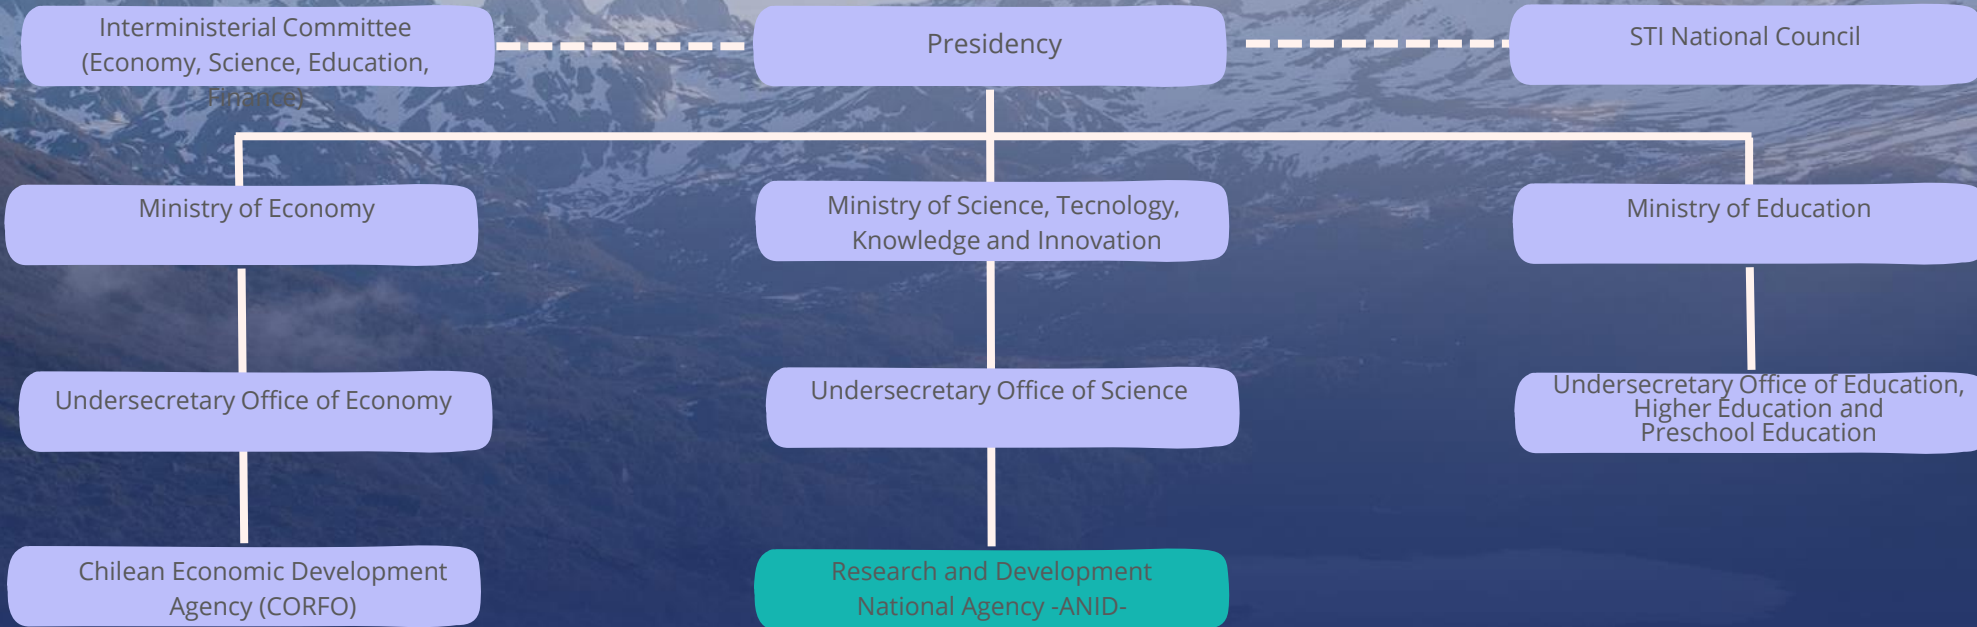 Interministerial Committee
(Economy, Science, Education,
Finance)
Presidency
STI National Council
Ministry of Economy
Ministry of Science, Tecnology,
Knowledge and Innovation
Ministry of Education
Undersecretary Office of Economy
Undersecretary Office of Science
Undersecretary Office of Education,
Higher Education and
Preschool Education
Chilean Economic Development
Agency (CORFO)
Research and Development
National Agency -ANID-